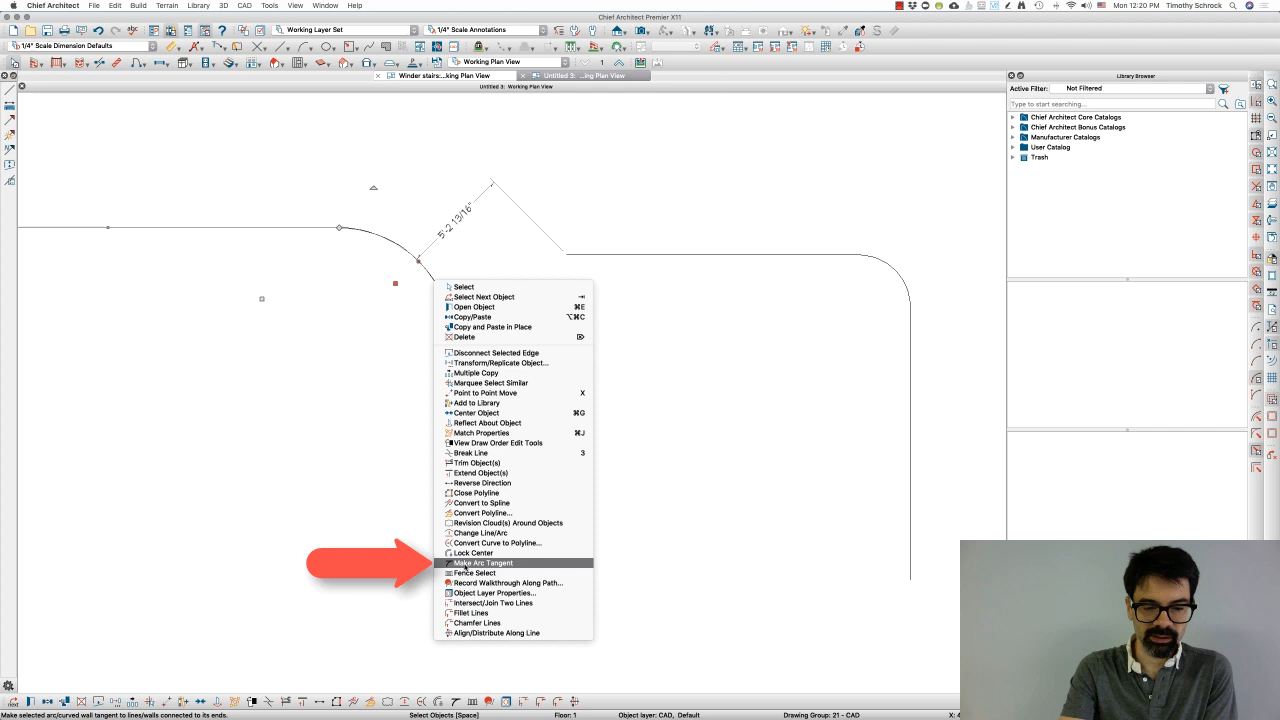 Chief Architect File Edit Build Terrain Library 3D CAD Tools View Window Help Mon 12:20 PM Timothy Schrock
Chief Architect Premier X11
Working Layer Set 1/4" Scale Annotations
1/4" Scale Dimension Defaults
Working Plan View 1
Winder stairs:...king Plan View Untitled 3: ...ing Plan View
Untitled 3: Working Plan View
Library Browser
Active Filter: Not Filtered
Type to start searching...
Chief Architect Core Catalogs
Chief Architect Bonus Catalogs
Manufacturer Catalogs
User Catalog
Trash
5'-2 13/16"
Select
Select Next Object ⇥
Open Object ⌘E
Copy/Paste ⌥⌘C
Copy and Paste in Place
Delete ⌦
Disconnect Selected Edge
Transform/Replicate Object...
Multiple Copy
Marquee Select Similar
Point to Point Move X
Add to Library
Center Object ⌘G
Reflect About Object
Match Properties ⌘J
View Draw Order Edit Tools
Break Line 3
Trim Object(s)
Extend Object(s)
Reverse Direction
Close Polyline
Convert to Spline
Convert Polyline...
Revision Cloud(s) Around Objects
Change Line/Arc
Convert Curve to Polyline...
Lock Center
Make Arc Tangent
Fence Select
Record Walkthrough Along Path...
Object Layer Properties...
Intersect/Join Two Lines
Fillet Lines
Chamfer Lines
Align/Distribute Along Line
Make selected arc/curved wall tangent to lines/walls connected to its ends. Select Objects [Space] Floor: 1 Object layer: CAD, Default Drawing Group: 21 - CAD X: 4